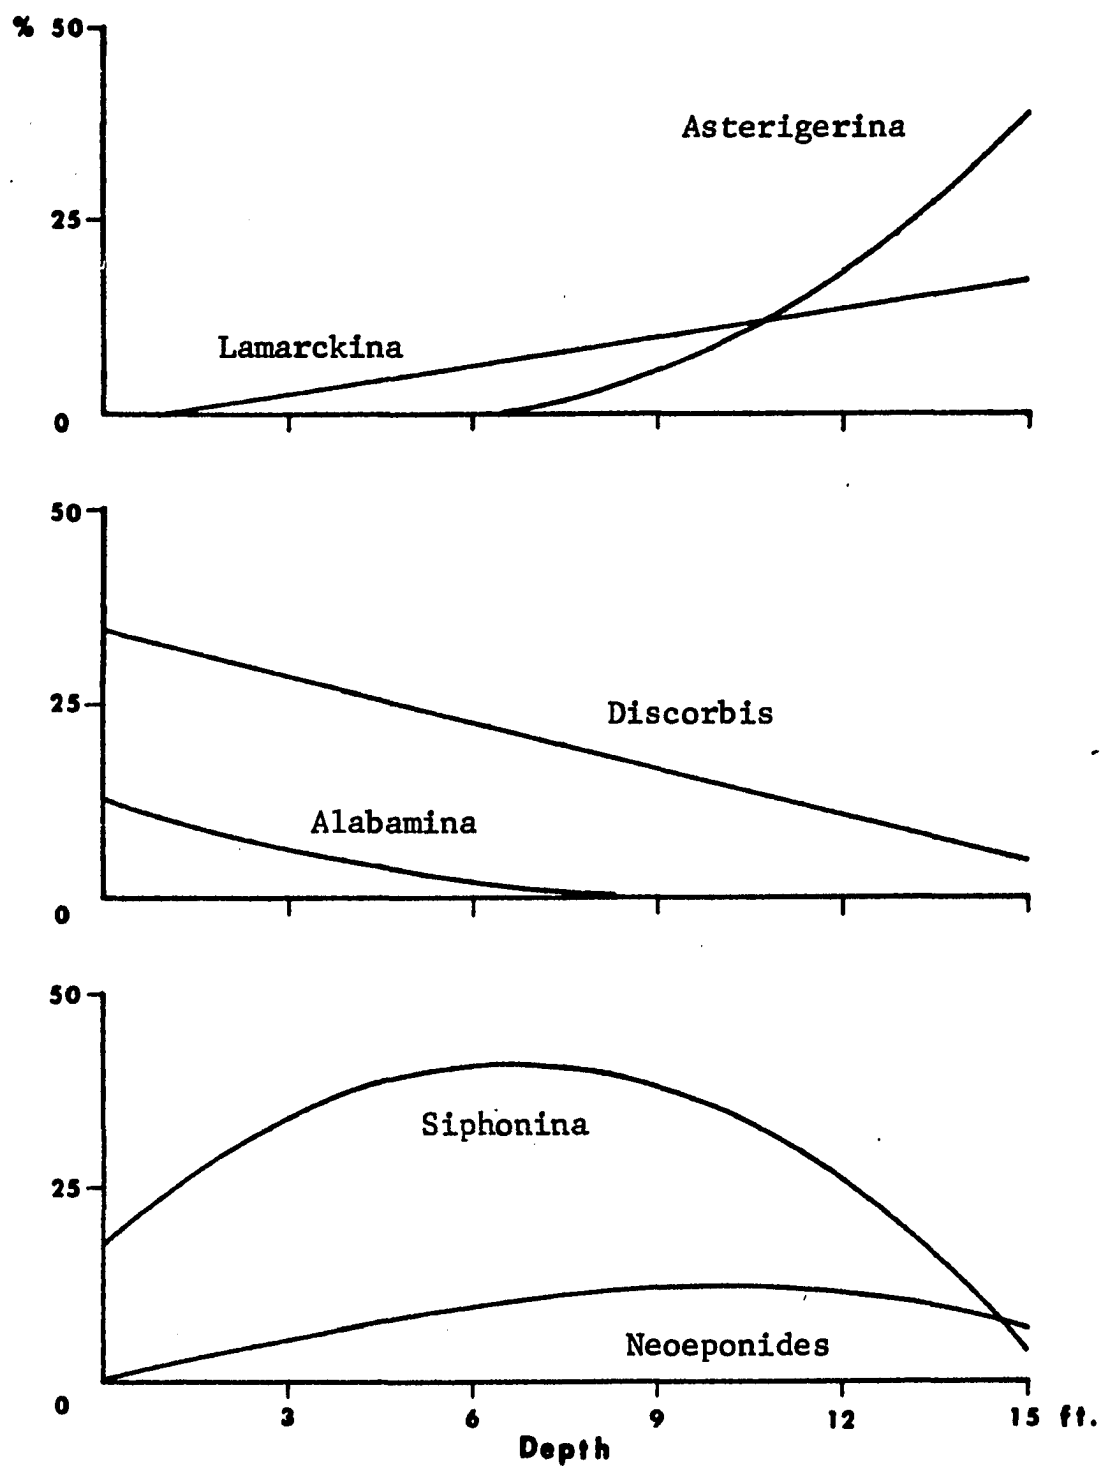 % 50
Asterigerina
25
Lamarckina
0
50
25
Discorbis
Alabamina
0
50
Siphonina
25
Neoeponides
0
3 6 9 12 15 ft.
Depth